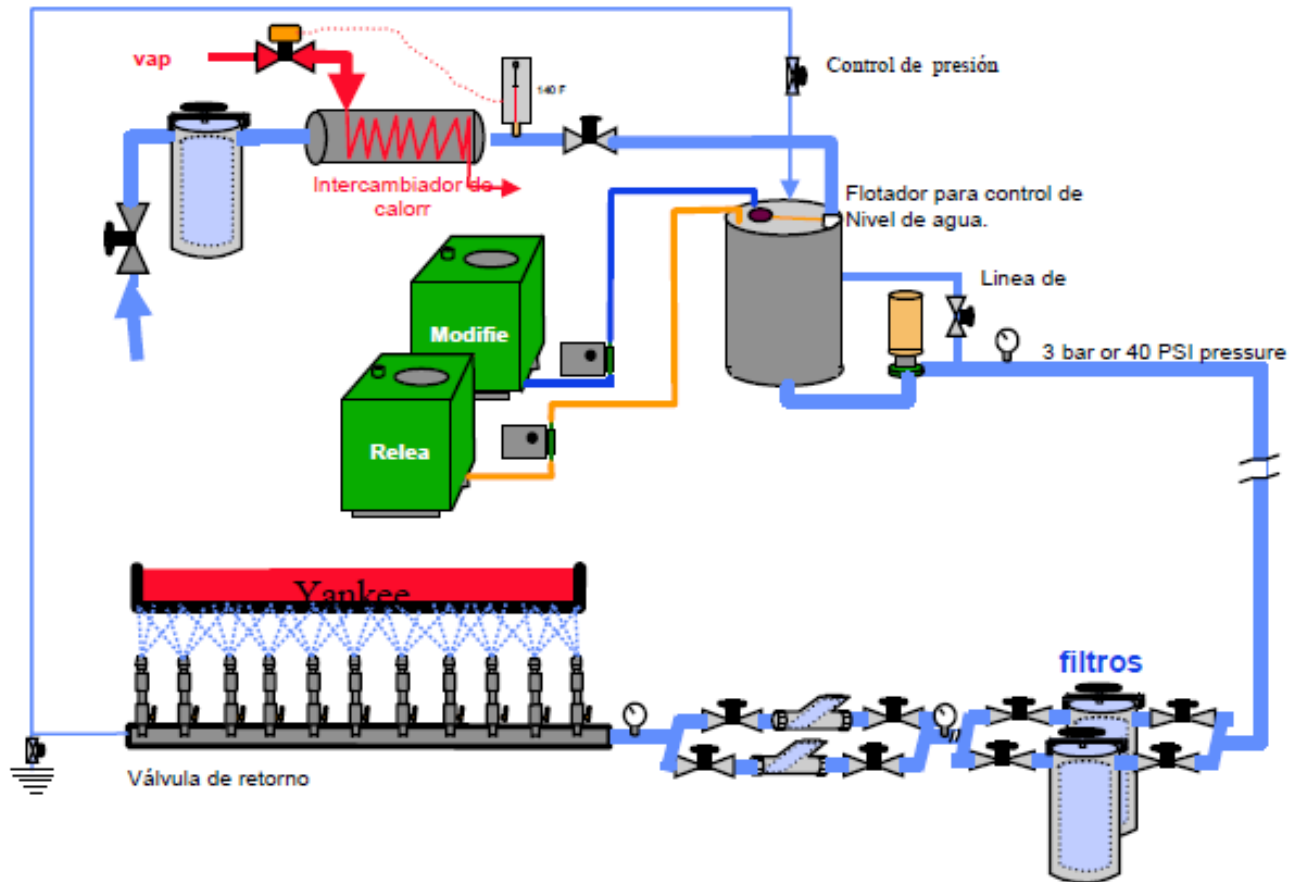 vap
Control de presión
140 F
Intercambiador de
calorr
Flotador para control de
Nivel de agua.
Linea de
Modifie
3 bar or 40 PSI pressure
Relea
Yankee
filtros
Válvula de retorno